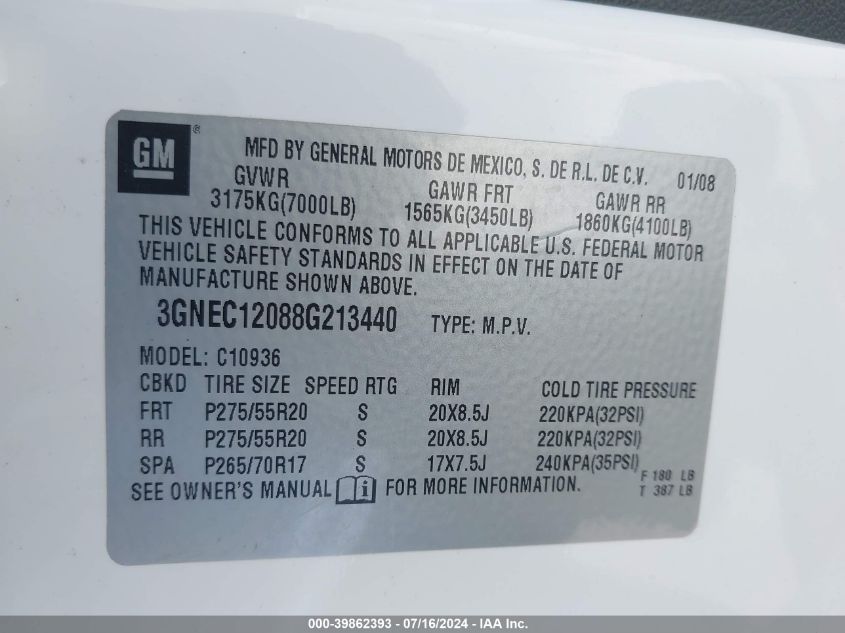 GM ® MFD BY GENERAL MOTORS DE MEXICO, S. DE R.L. DE C.V. 01/08
GVWR GAWR FRT GAWR RR
3175KG(7000LB) 1565KG(3450LB) 1860KG(4100LB)
THIS VEHICLE CONFORMS TO ALL APPLICABLE U.S. FEDERAL MOTOR
VEHICLE SAFETY STANDARDS IN EFFECT ON THE DATE OF
MANUFACTURE SHOWN ABOVE.
3GNEC12088G213440 TYPE: M.P.V.
MODEL: C10936
CBKD TIRE SIZE SPEED RTG RIM COLD TIRE PRESSURE
FRT P275/55R20 S 20X8.5J 220KPA(32PSI)
RR P275/55R20 S 20X8.5J 220KPA(32PSI)
SPA P265/70R17 S 17X7.5J 240KPA(35PSI)
F 180 LB
SEE OWNER'S MANUAL i FOR MORE INFORMATION. T 387 LB
000-39862393 - 07/16/2024 - IAA Inc.